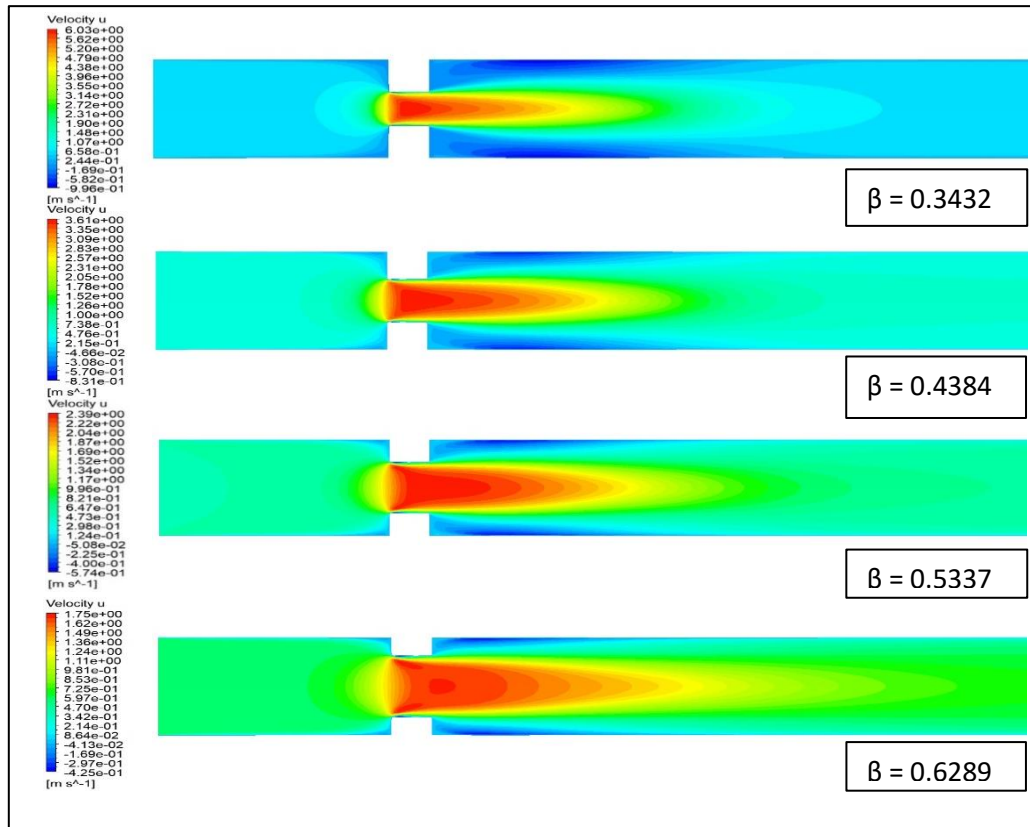 Velocity u
6.03e+00
5.62e+00
5.20e+00
4.79e+00
4.38e+00
3.96e+00
3.55e+00
3.14e+00
2.72e+00
2.31e+00
1.90e+00
1.48e+00
1.07e+00
6.58e-01
2.44e-01
-1.69e-01
-5.82e-01
-9.96e-01
[m s^-1]
β = 0.3432
Velocity u
3.61e+00
3.35e+00
3.09e+00
2.83e+00
2.57e+00
2.31e+00
2.05e+00
1.78e+00
1.52e+00
1.26e+00
1.00e+00
7.38e-01
4.76e-01
2.15e-01
-4.66e-02
-3.08e-01
-5.70e-01
-8.31e-01
[m s^-1]
β = 0.4384
Velocity u
2.39e+00
2.22e+00
2.04e+00
1.87e+00
1.69e+00
1.52e+00
1.34e+00
1.17e+00
9.96e-01
8.21e-01
6.47e-01
4.73e-01
2.98e-01
1.24e-01
-5.08e-02
-2.25e-01
-4.00e-01
-5.74e-01
[m s^-1]
β = 0.5337
Velocity u
1.75e+00
1.62e+00
1.49e+00
1.36e+00
1.24e+00
1.11e+00
9.81e-01
8.53e-01
7.25e-01
5.97e-01
4.70e-01
3.42e-01
2.14e-01
8.64e-02
-4.13e-02
-1.69e-01
-2.97e-01
-4.25e-01
[m s^-1]
β = 0.6289